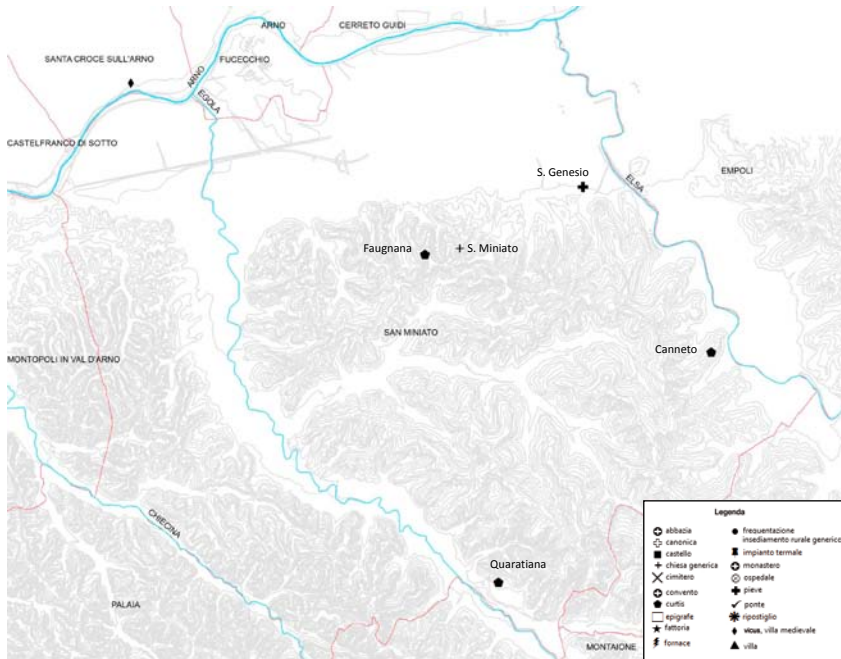 ARNO
CERRETO GUIDI
SANTA CROCE SULL'ARNO
FUCECCHIO
ARNO
EGOLA
CASTELFRANCO DI SOTTO
S. Genesio
EMPOLI
ELSA
Faugnana
S. Miniato
SAN MINIATO
Canneto
MONTOPOLI IN VAL D'ARNO
CHIECINA
Quaratiana
PALAIA
MONTAIONE
Legenda
abbazia
canonica
castello
chiesa generica
cimitero
convento
curtis
epigrafe
fattoria
fornace
frequentazione
insediamento rurale generico
impianto termale
monastero
ospedale
pieve
ponte
ripostiglio
vicus, villa medievale
villa